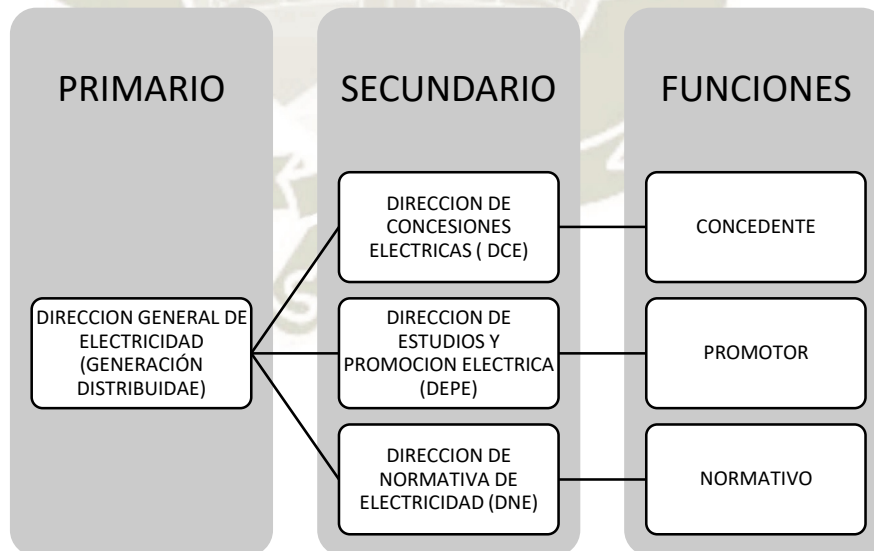 PRIMARIO
SECUNDARIO
FUNCIONES
DIRECCION GENERAL DE
ELECTRICIDAD
(GENERACIÓN
DISTRIBUIDAE)
DIRECCION DE
CONCESIONES
ELECTRICAS ( DCE)
CONCEDENTE
DIRECCION DE
ESTUDIOS Y
PROMOCION ELECTRICA
(DEPE)
PROMOTOR
DIRECCION DE
NORMATIVA DE
ELECTRICIDAD (DNE)
NORMATIVO